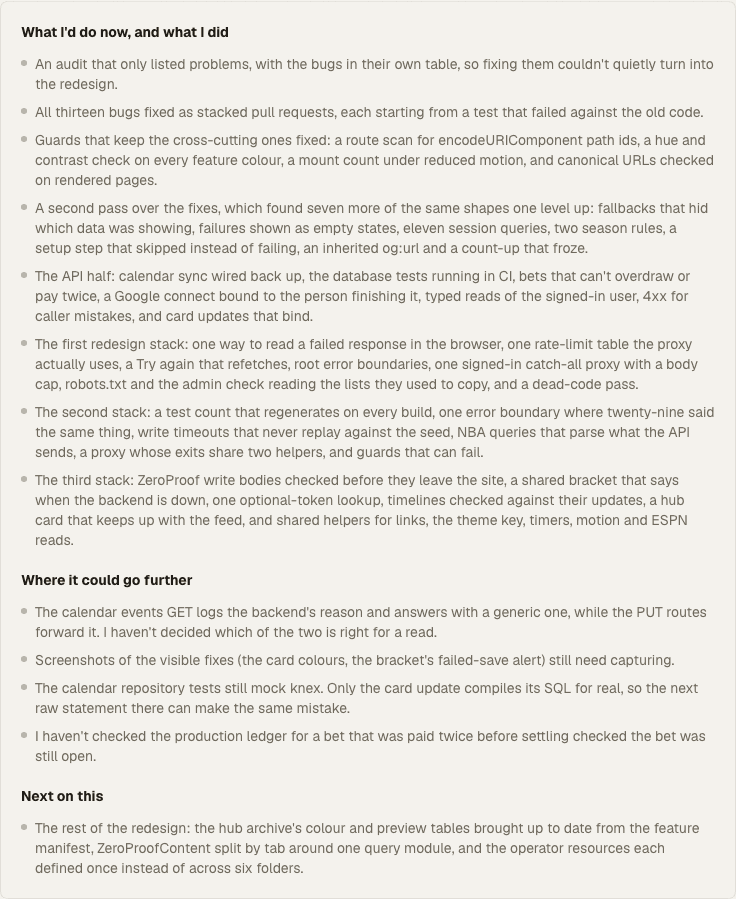 What I'd do now, and what I did
An audit that only listed problems, with the bugs in their own table, so fixing them couldn't quietly turn into
the redesign.
All thirteen bugs fixed as stacked pull requests, each starting from a test that failed against the old code.
Guards that keep the cross-cutting ones fixed: a route scan for encodeURIComponent path ids, a hue and
contrast check on every feature colour, a mount count under reduced motion, and canonical URLs checked
on rendered pages.
A second pass over the fixes, which found seven more of the same shapes one level up: fallbacks that hid
which data was showing, failures shown as empty states, eleven session queries, two season rules, a
setup step that skipped instead of failing, an inherited og:url and a count-up that froze.
The API half: calendar sync wired back up, the database tests running in CI, bets that can't overdraw or
pay twice, a Google connect bound to the person finishing it, typed reads of the signed-in user, 4xx for
caller mistakes, and card updates that bind.
The first redesign stack: one way to read a failed response in the browser, one rate-limit table the proxy
actually uses, a Try again that refetches, root error boundaries, one signed-in catch-all proxy with a body
cap, robots.txt and the admin check reading the lists they used to copy, and a dead-code pass.
The second stack: a test count that regenerates on every build, one error boundary where twenty-nine said
the same thing, write timeouts that never replay against the seed, NBA queries that parse what the API
sends, a proxy whose exits share two helpers, and guards that can fail.
The third stack: ZeroProof write bodies checked before they leave the site, a shared bracket that says
when the backend is down, one optional-token lookup, timelines checked against their updates, a hub
card that keeps up with the feed, and shared helpers for links, the theme key, timers, motion and ESPN
reads.
Where it could go further
The calendar events GET logs the backend's reason and answers with a generic one, while the PUT routes
forward it. I haven't decided which of the two is right for a read.
Screenshots of the visible fixes (the card colours, the bracket's failed-save alert) still need capturing.
The calendar repository tests still mock knex. Only the card update compiles its SQL for real, so the next
raw statement there can make the same mistake.
I haven't checked the production ledger for a bet that was paid twice before settling checked the bet was
still open.
Next on this
The rest of the redesign: the hub archive's colour and preview tables brought up to date from the feature
manifest, ZeroProofContent split by tab around one query module, and the operator resources each
defined once instead of across six folders.